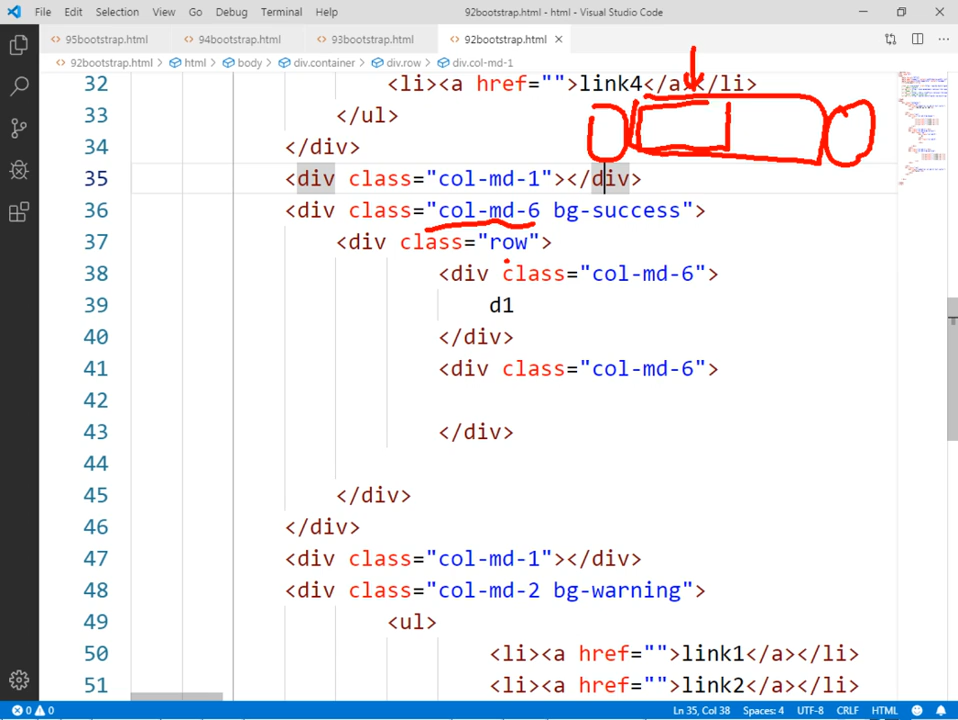 File Edit Selection View Go Debug Terminal Help 92bootstrap.html - html - Visual Studio Code
<> 95bootstrap.html <> 94bootstrap.html <> 93bootstrap.html <> 92bootstrap.html
<> 92bootstrap.html › html › body › div.container › div.row › div.col-md-1
32 <li><a href="">link4</a></li>
33 </ul>
34 </div>
35 <div class="col-md-1"></div>
36 <div class="col-md-6 bg-success">
37 <div class="row">
38 <div class="col-md-6">
39 d1
40 </div>
41 <div class="col-md-6">
42
43 </div>
44
45 </div>
46 </div>
47 <div class="col-md-1"></div>
48 <div class="col-md-2 bg-warning">
49 <ul>
50 <li><a href="">link1</a></li>
51 <li><a href="">link2</a></li>
0 0 Ln 35, Col 38 Spaces: 4 UTF-8 CRLF HTML